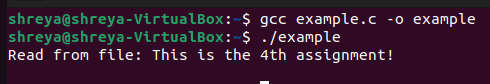 shreya@shreya-VirtualBox:~$ gcc example.c -o example
shreya@shreya-VirtualBox:~$ ./example
Read from file: This is the 4th assignment!